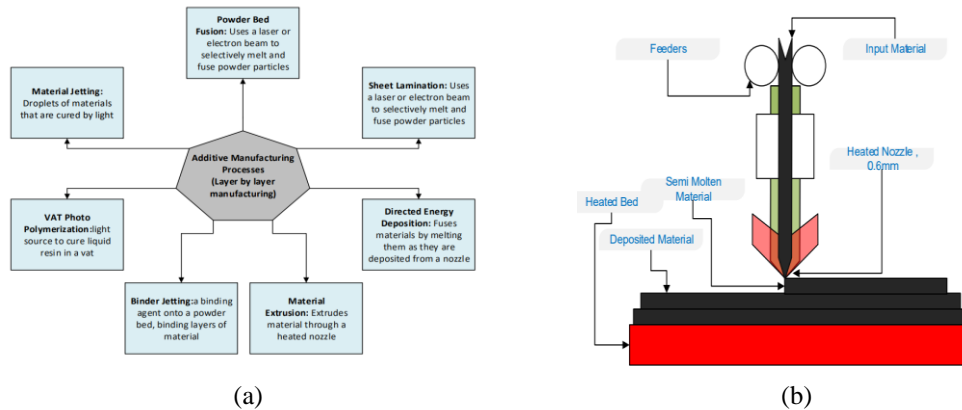 Powder Bed
Fusion: Uses a laser or
electron beam to
selectively melt and
fuse powder particles
Material Jetting:
Droplets of materials
that are cured by light
Sheet Lamination: Uses
a laser or electron beam
to selectively melt and
fuse powder particles
Additive Manufacturing
Processes
(Layer by layer
manufacturing)
VAT Photo
Polymerization:light
source to cure liquid
resin in a vat
Directed Energy
Deposition: Fuses
materials by melting
them as they are
deposited from a nozzle
Binder Jetting:a binding
agent onto a powder
bed, binding layers of
material
Material
Extrusion: Extrudes
material through a
heated nozzle
(a)
Feeders
Input Material
Heated Nozzle ,
0.6mm
Semi Molten
Material
Heated Bed
Deposited Material
(b)